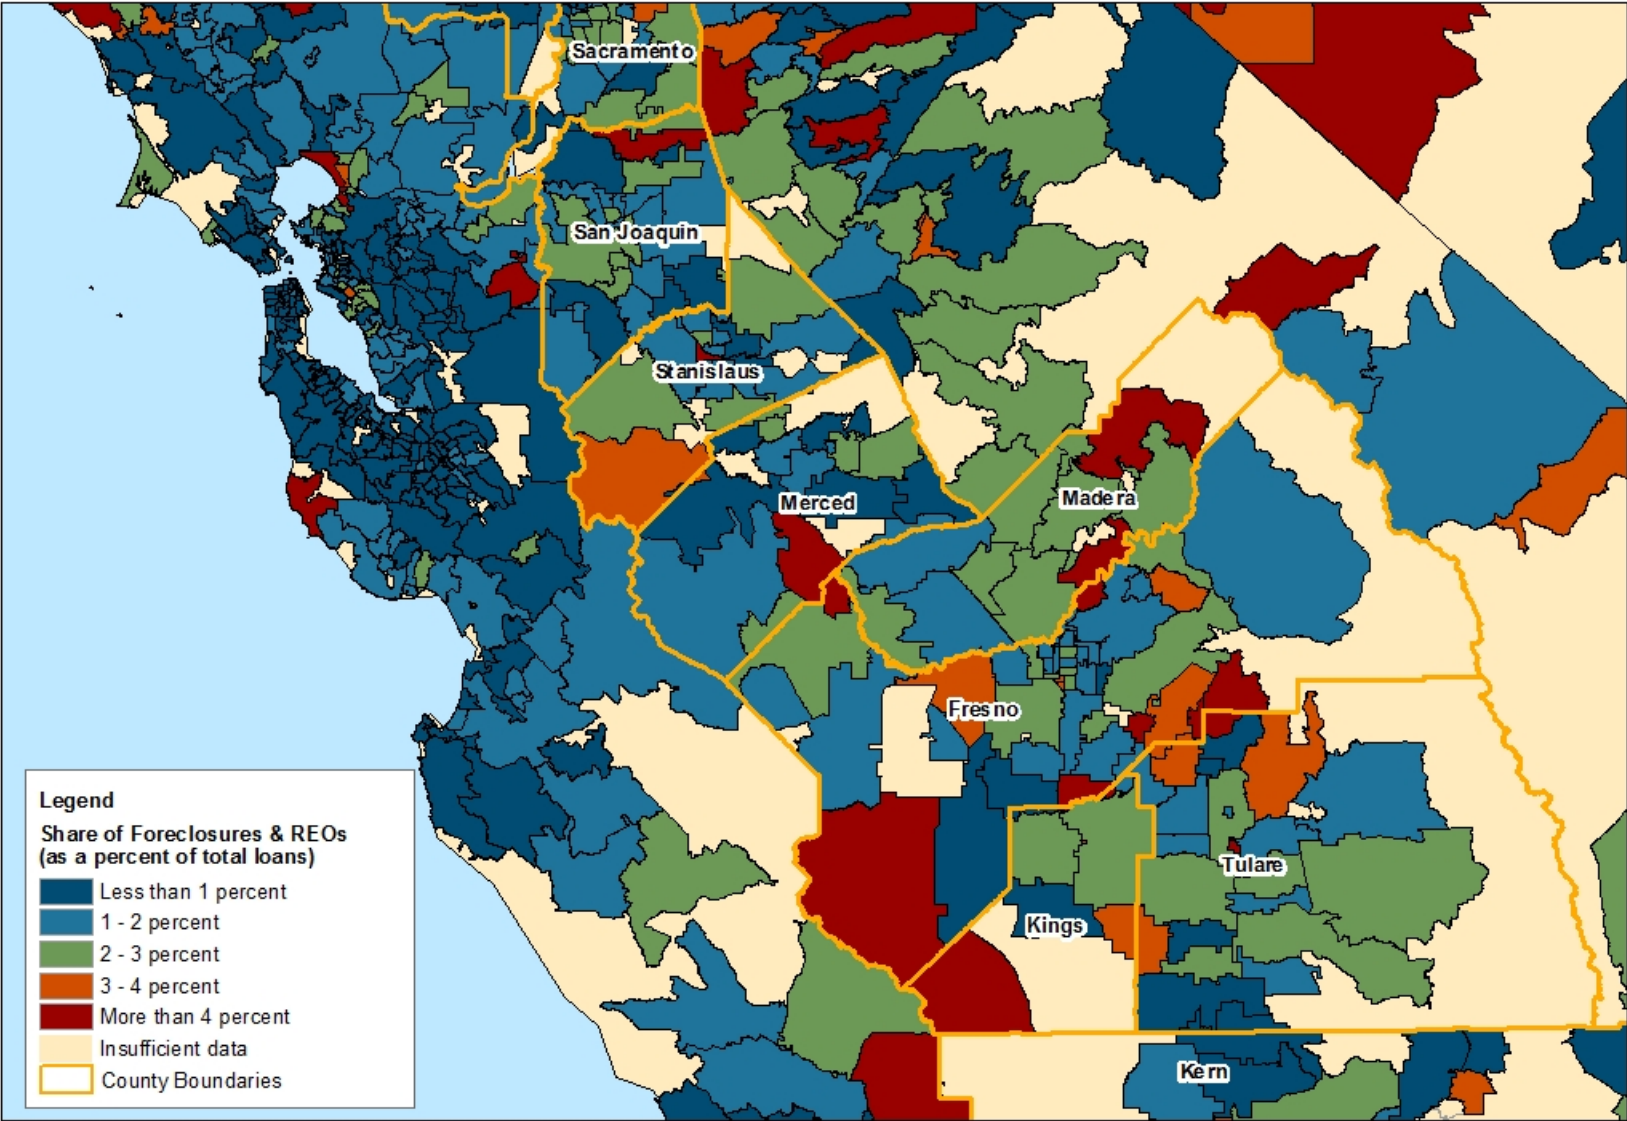 Sacramento
San Joaquin
Stanislaus
Merced
Madera
Fresno
Tulare
Kings
Kern
Legend
Share of Foreclosures & REOs
(as a percent of total loans)
Less than 1 percent
1 - 2 percent
2 - 3 percent
3 - 4 percent
More than 4 percent
Insufficient data
County Boundaries